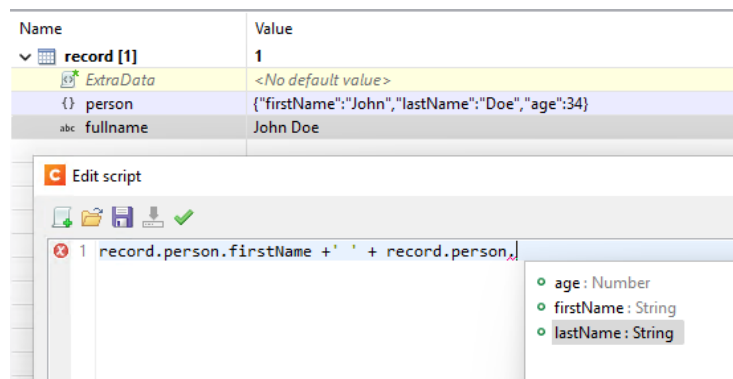 Name Value
record [1] 1
ExtraData <No default value>
{} person {"firstName":"John","lastName":"Doe","age":34}
abc fullname John Doe
C Edit script
1 record.person.firstName +' ' + record.person.
age : Number
firstName : String
lastName : String